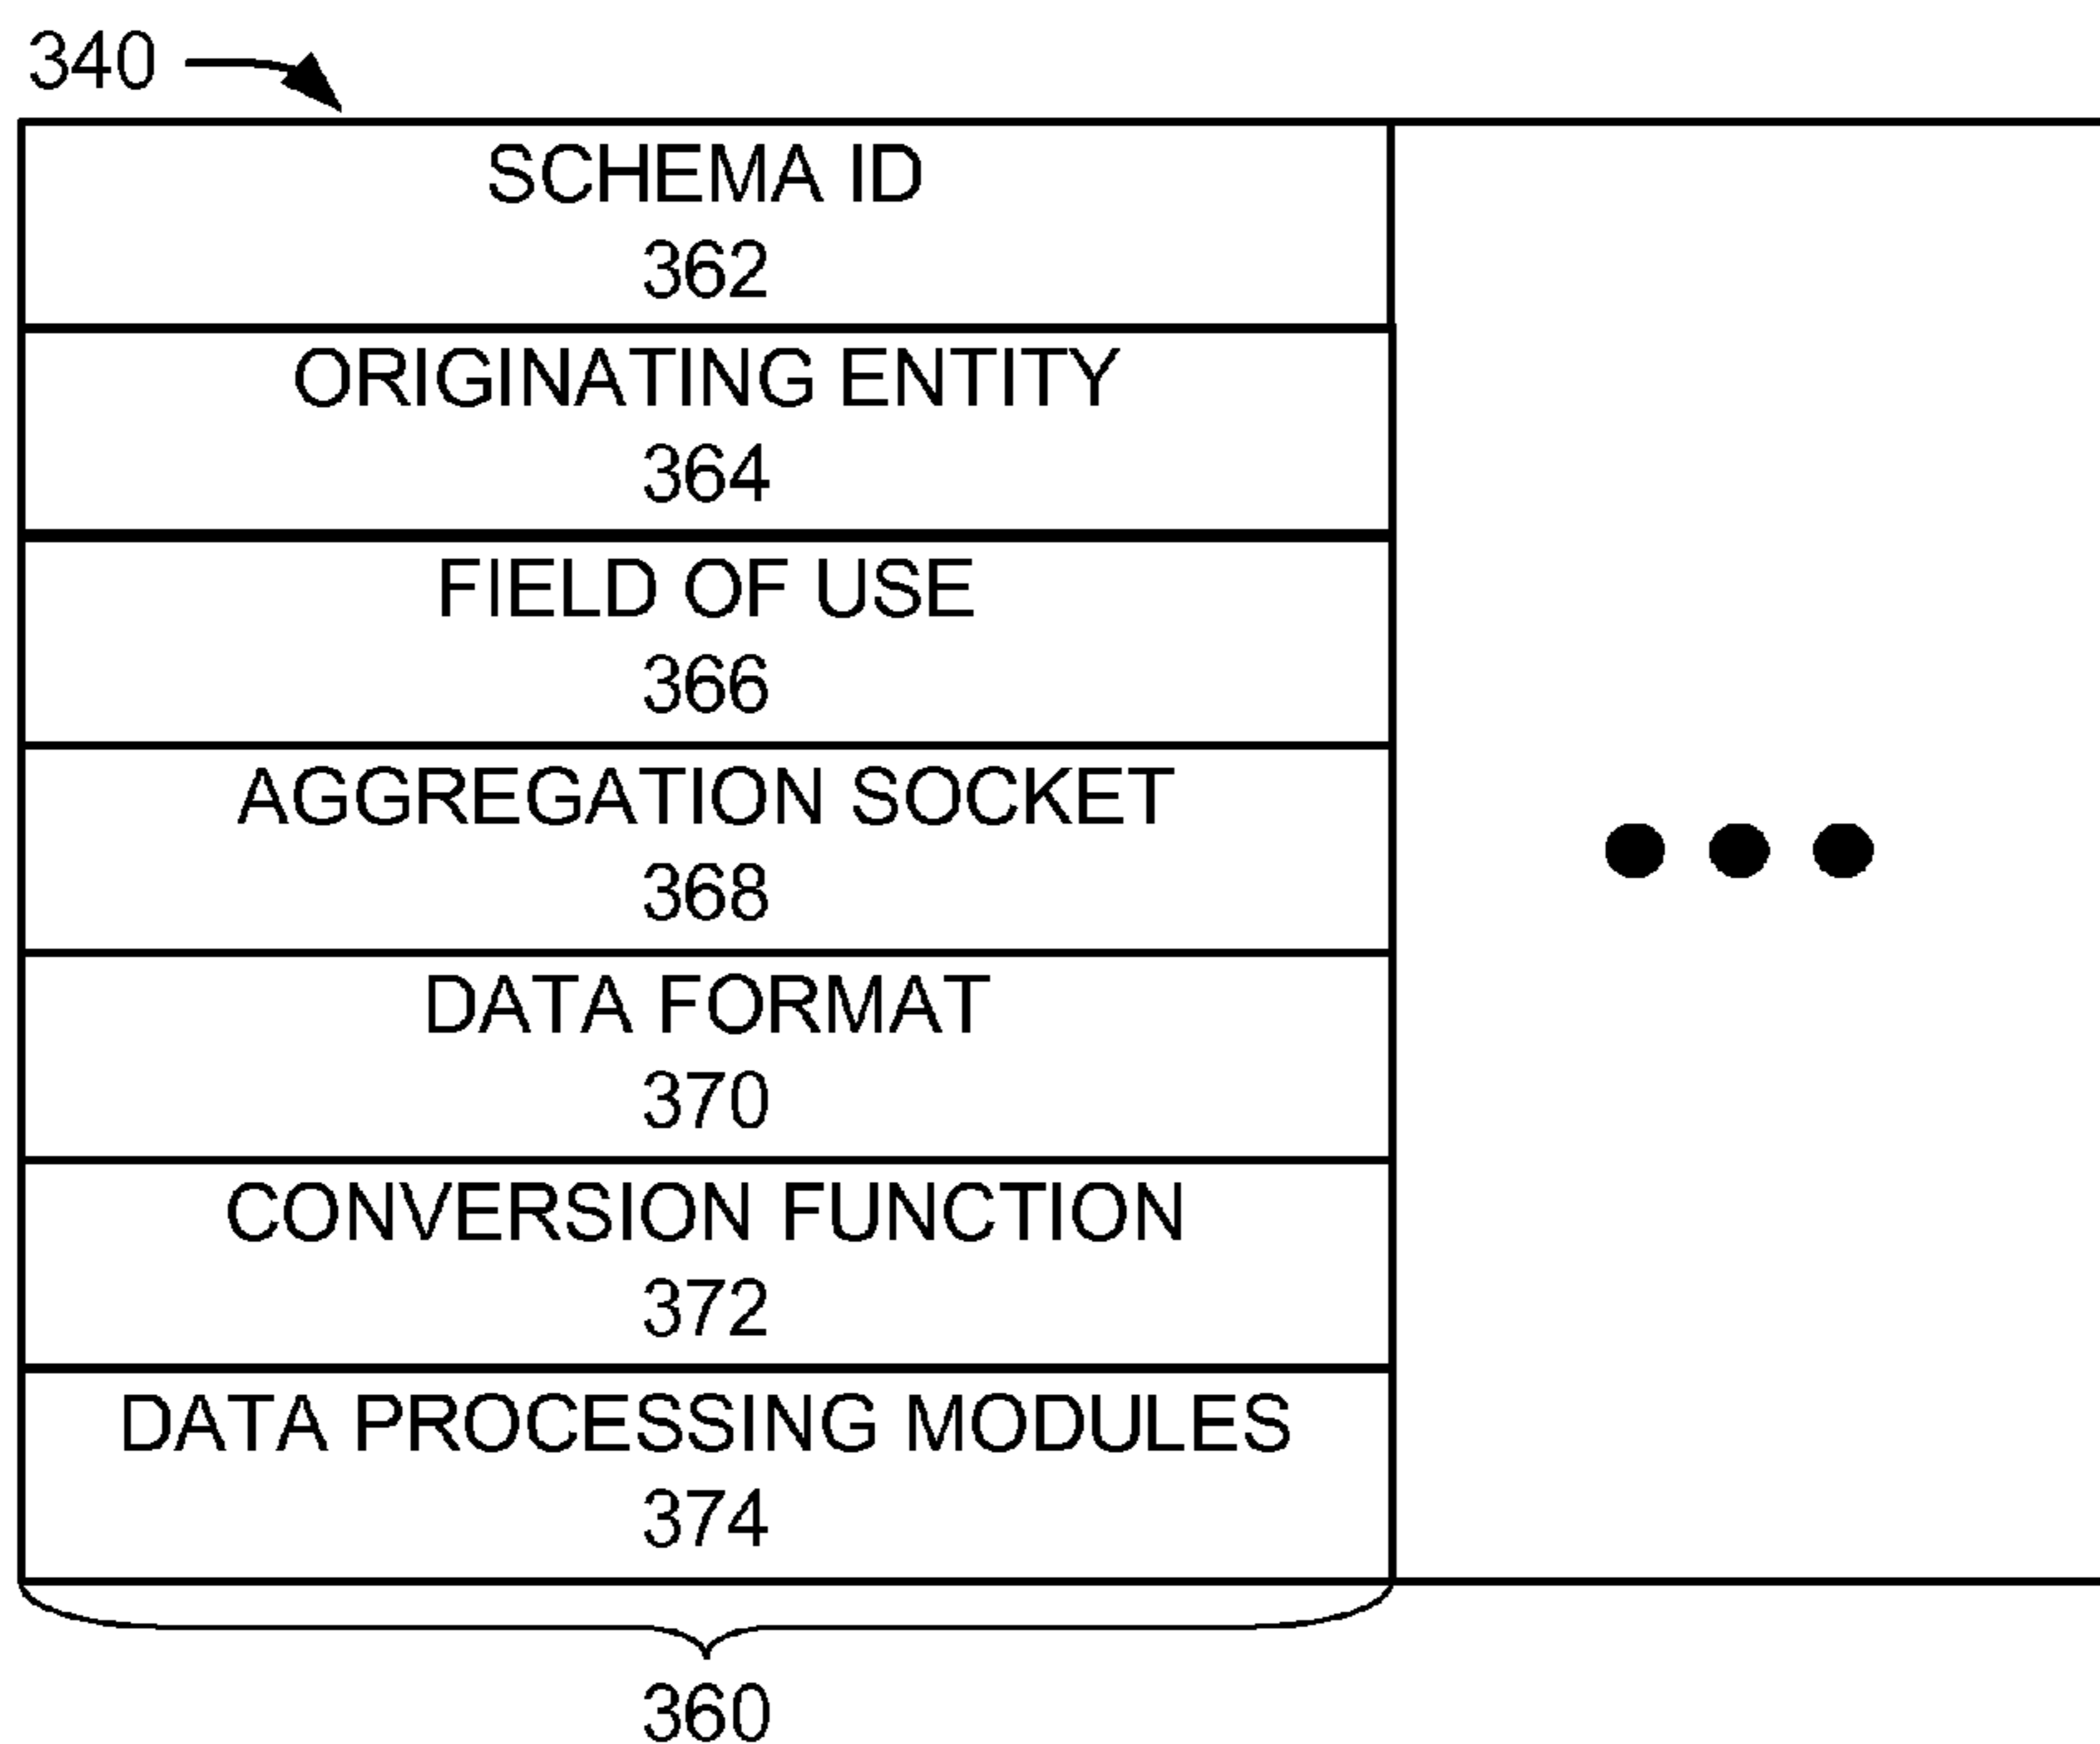 340
SCHEMA ID
362
ORIGINATING ENTITY
364
FIELD OF USE
366
AGGREGATION SOCKET
368
DATA FORMAT
370
CONVERSION FUNCTION
372
DATA PROCESSING MODULES
374
360